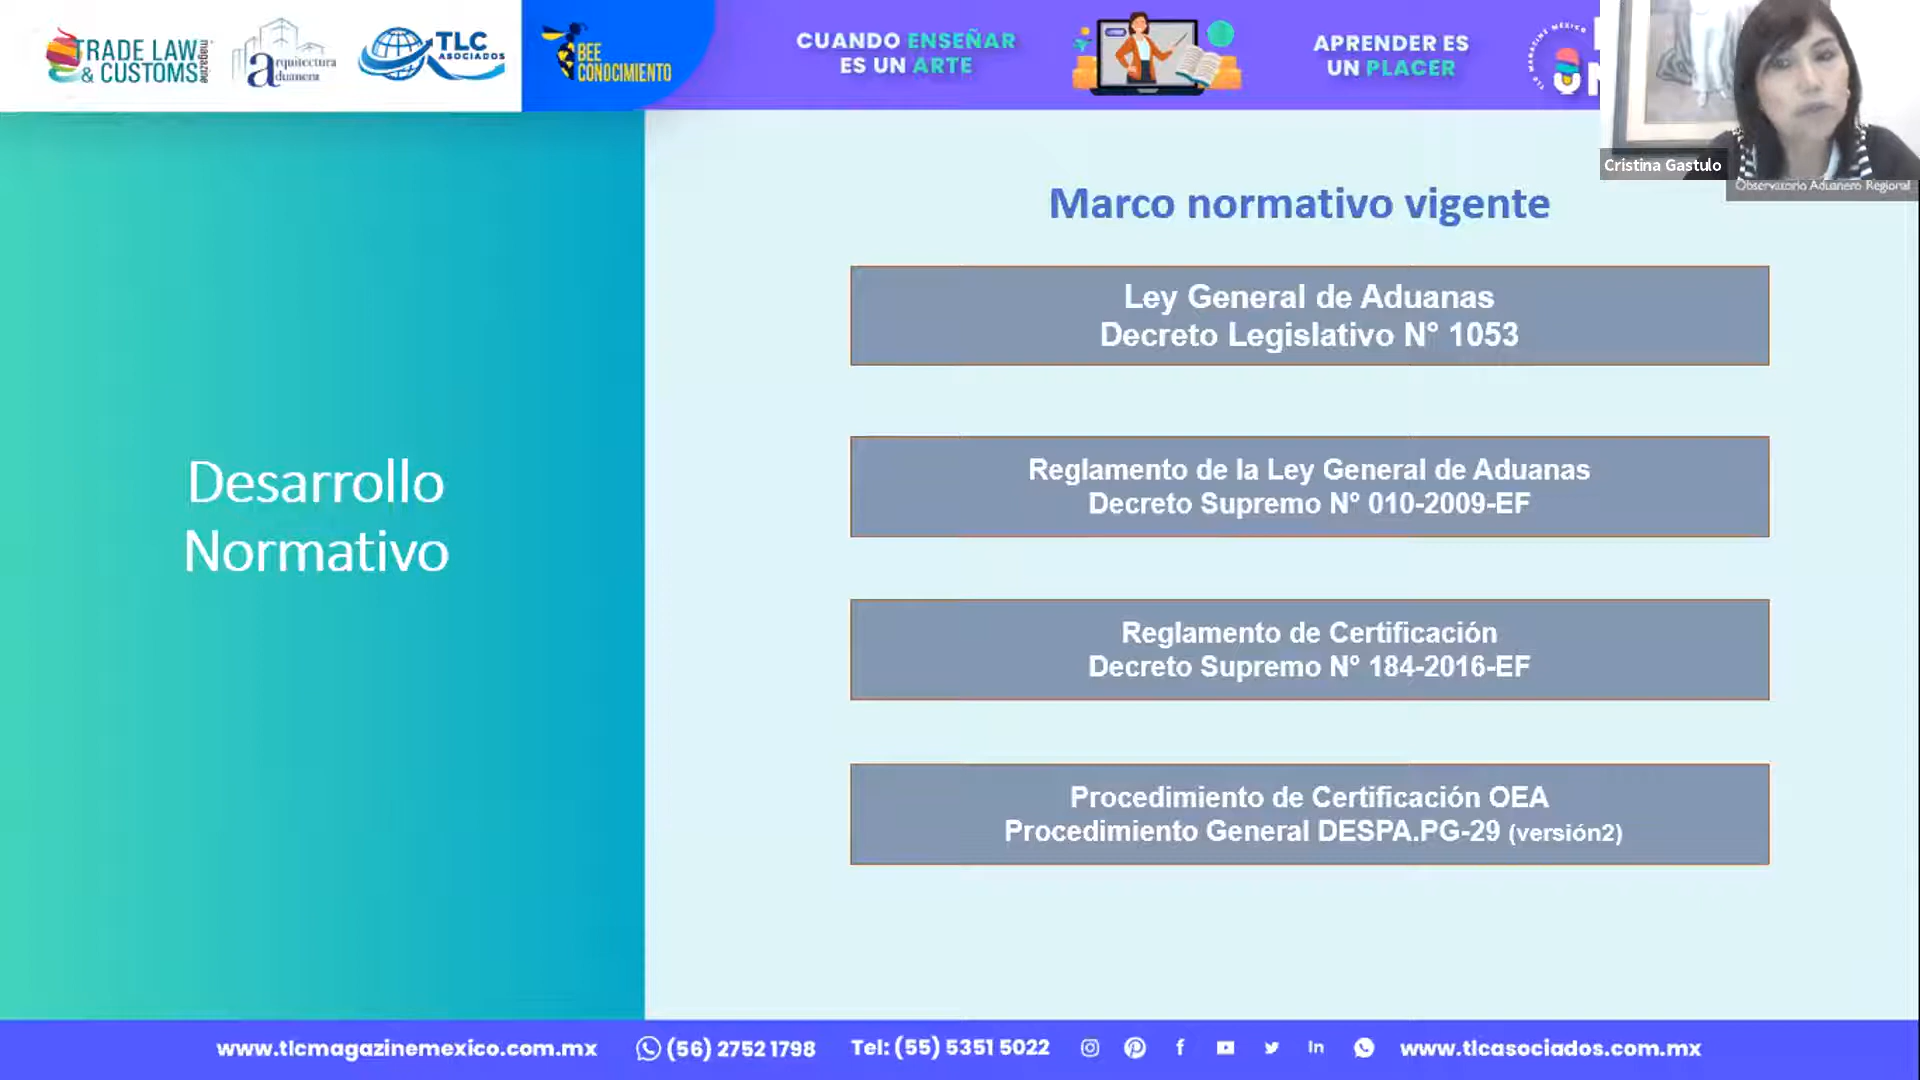 TRADE LAW
& CUSTOMS
magazine
arquitectura
aduanera
TLC
ASOCIADOS
BEE
CONOCIMIENTO
CUANDO ENSEÑAR
ES UN ARTE
APRENDER ES
UN PLACER
TLC MAGAZINE MÉXICO
Cristina Gastulo
Observatorio Aduanero Regional
Marco normativo vigente
Ley General de Aduanas
Decreto Legislativo N° 1053
Desarrollo
Normativo
Reglamento de la Ley General de Aduanas
Decreto Supremo N° 010-2009-EF
Reglamento de Certificación
Decreto Supremo N° 184-2016-EF
Procedimiento de Certificación OEA
Procedimiento General DESPA.PG-29 (versión2)
www.tlcmagazinemexico.com.mx
(56) 2752 1798
Tel: (55) 5351 5022
www.tlcasociados.com.mx